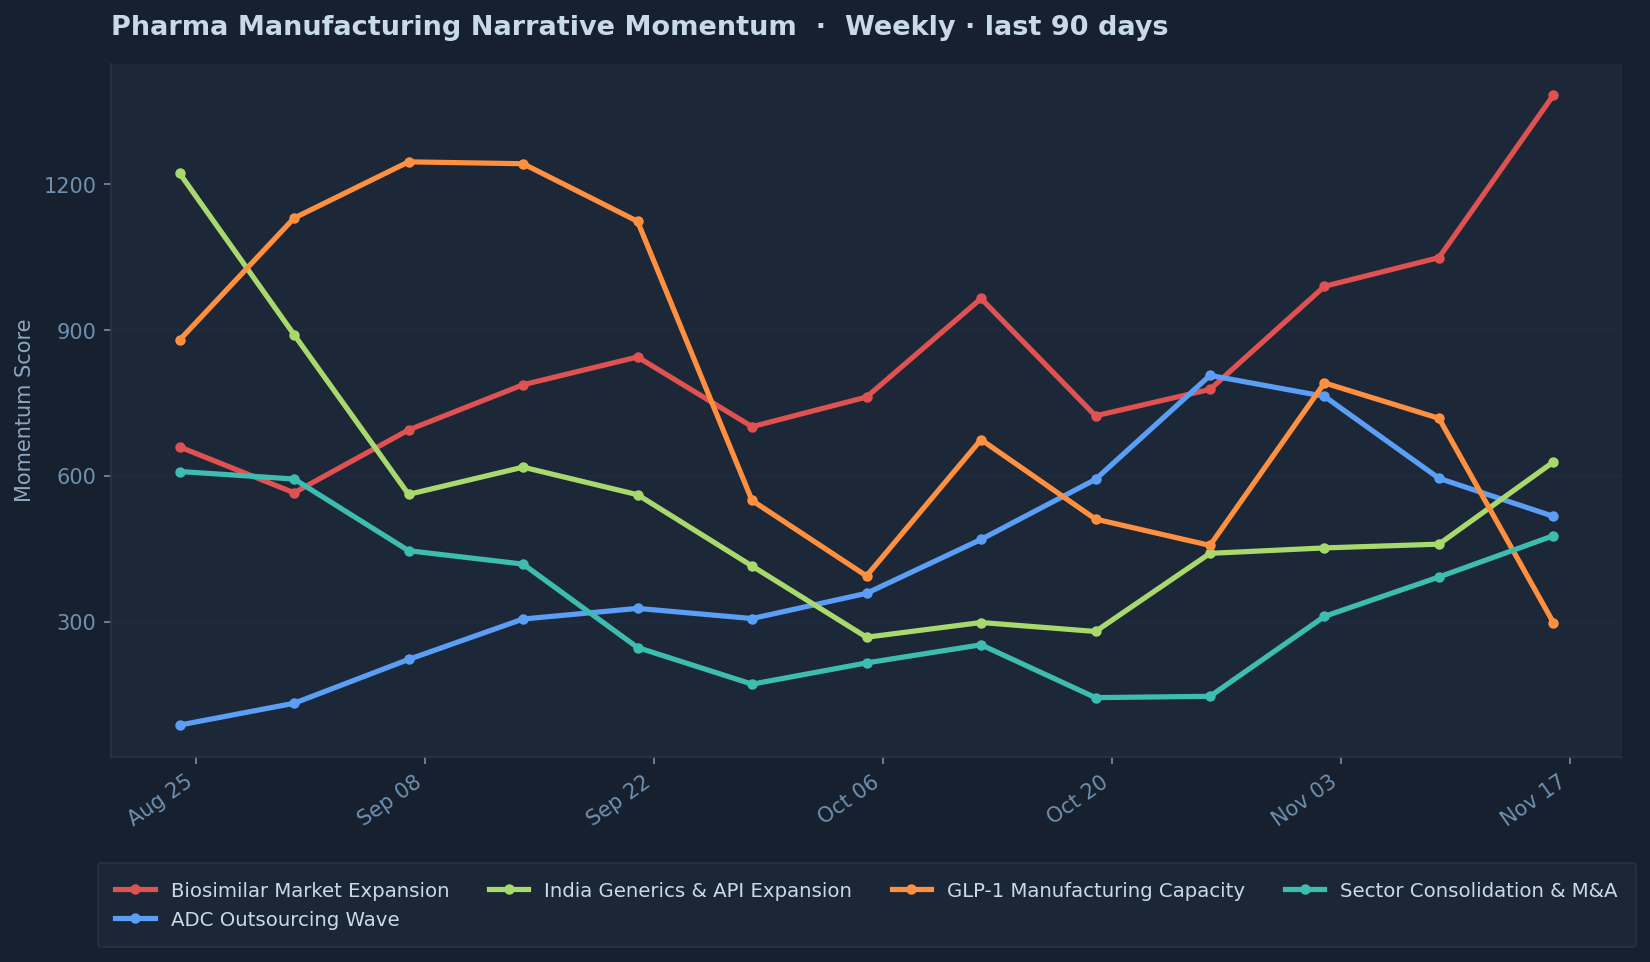 Pharma Manufacturing Narrative Momentum · Weekly · last 90 days
Momentum Score
1200
900
600
300
Aug 25
Sep 08
Sep 22
Oct 06
Oct 20
Nov 03
Nov 17
Biosimilar Market Expansion
India Generics & API Expansion
GLP-1 Manufacturing Capacity
Sector Consolidation & M&A
ADC Outsourcing Wave